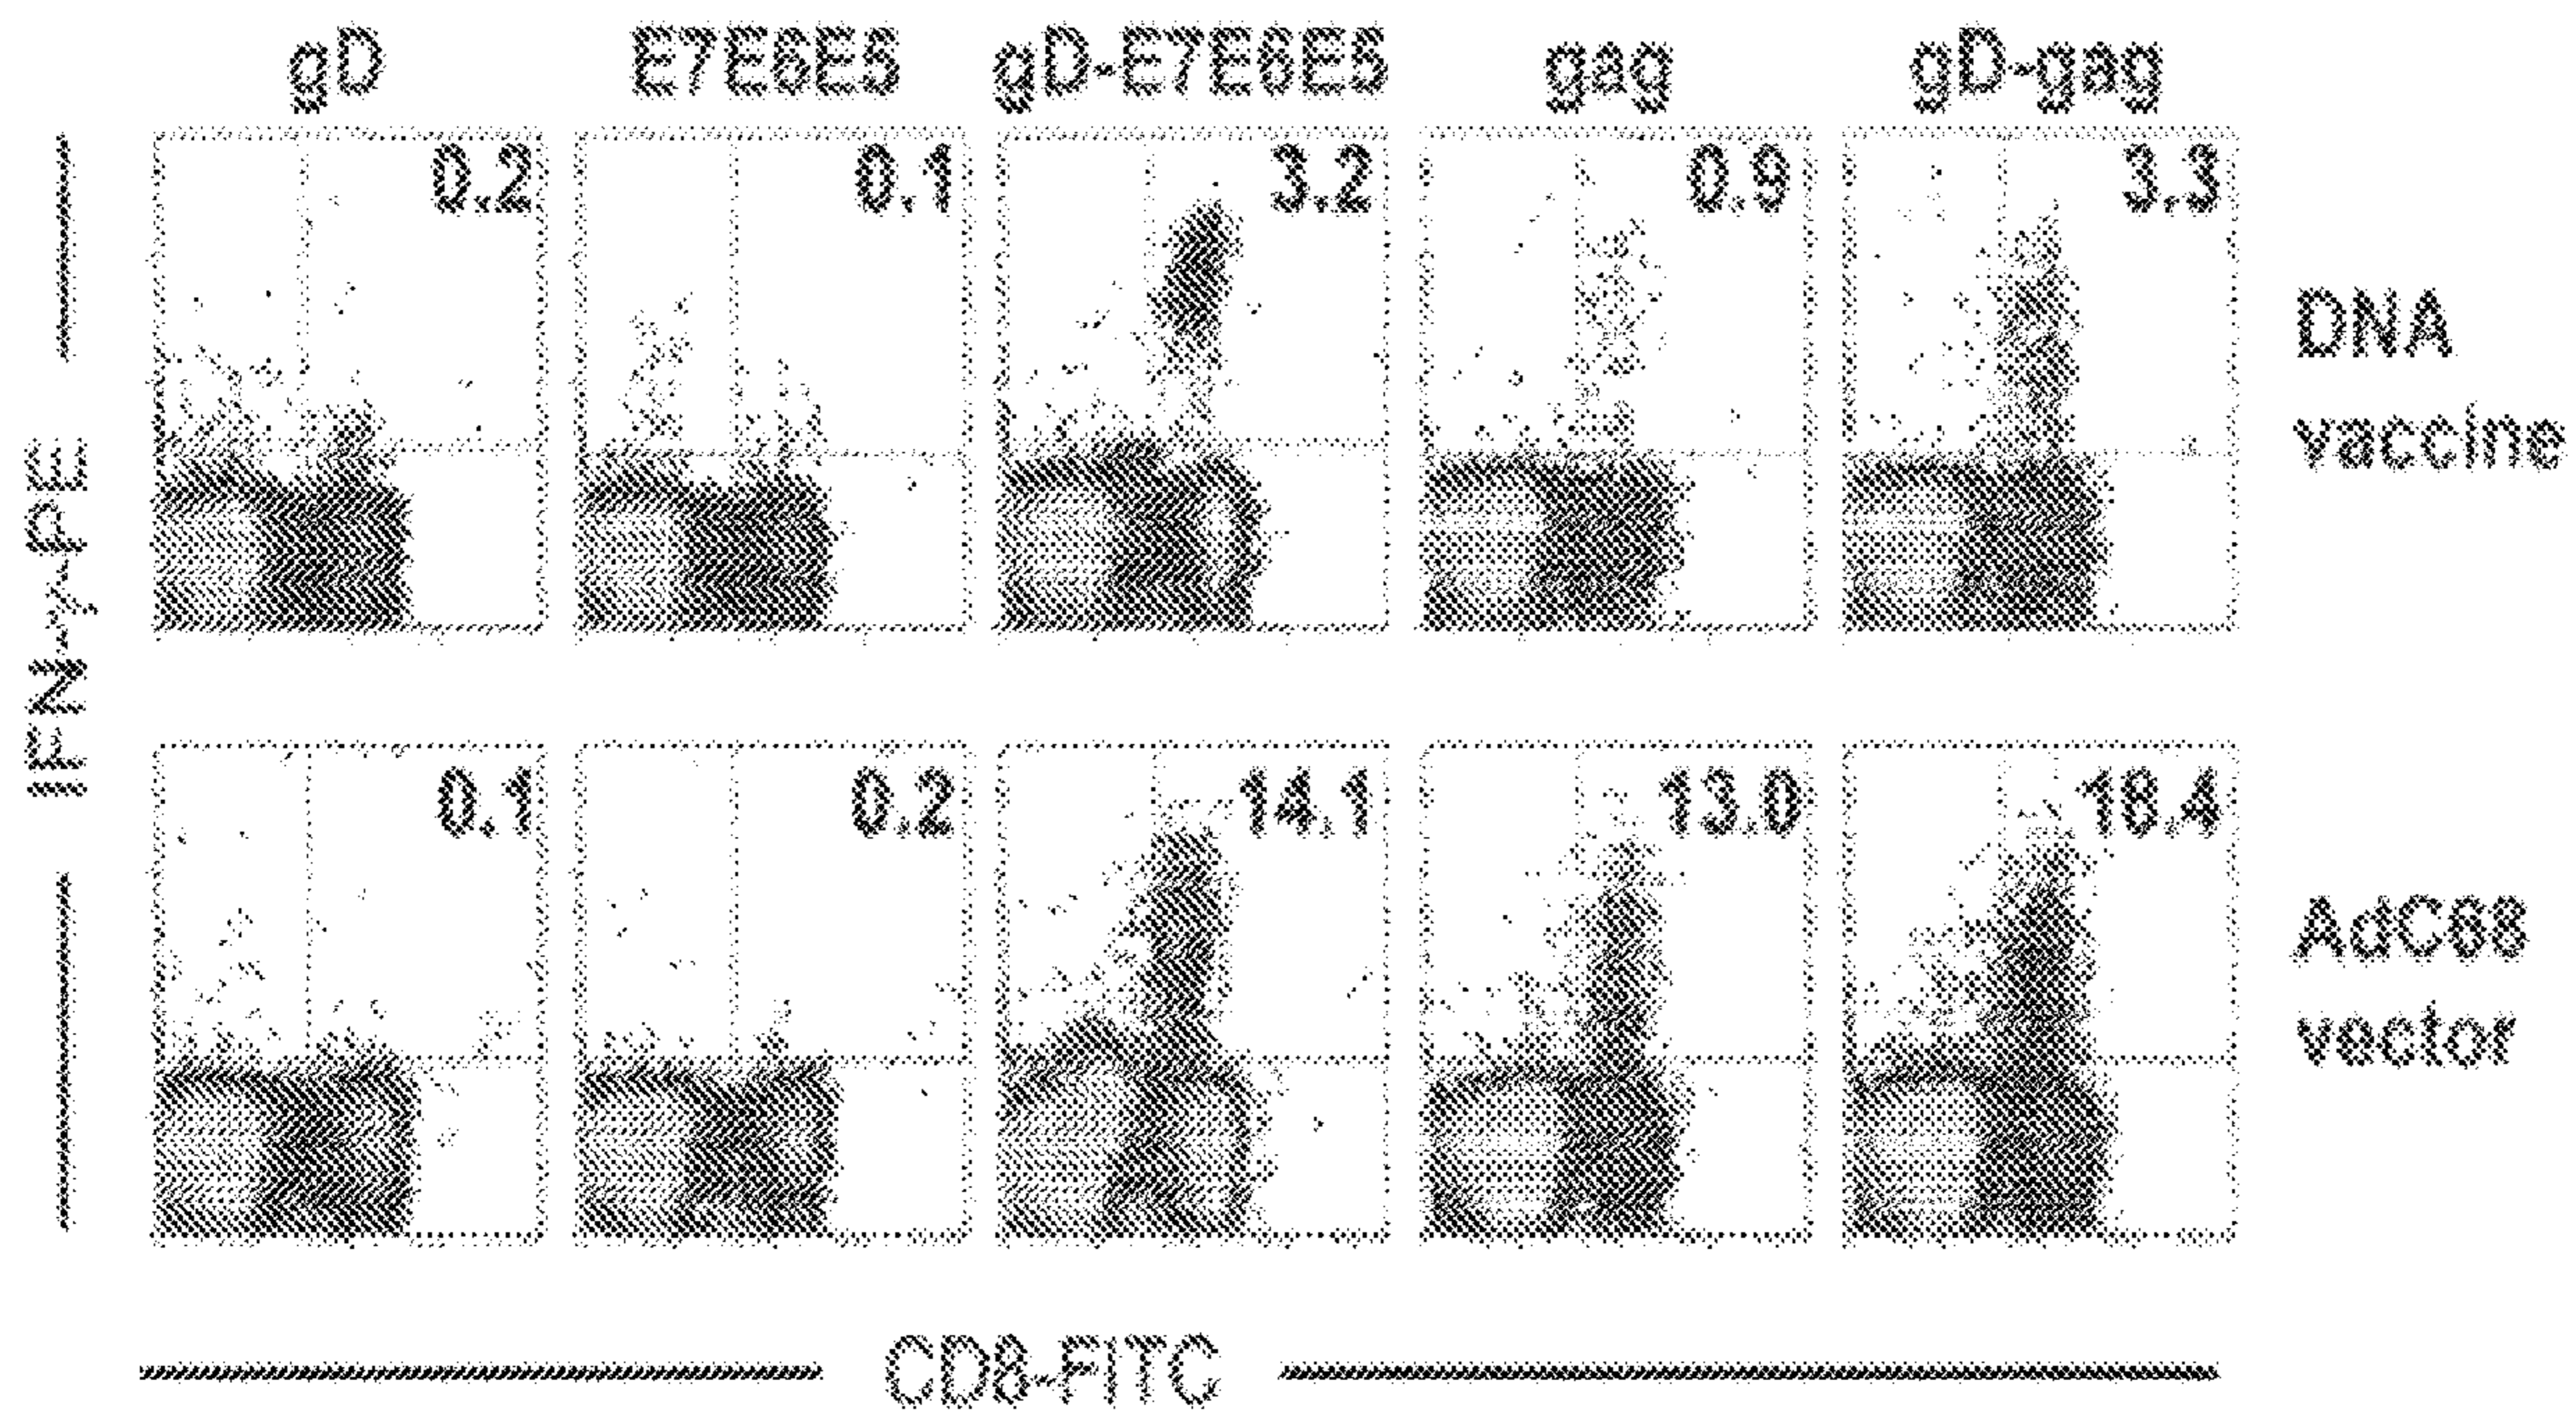 gD E7E6E5 gD-E7E6E5 gag gD-gag
0.2 0.1 3.2 0.9 3.3
DNA
vaccine
IFN-γ-PE
0.1 0.2 14.1 13.0 18.4
AdC68
vector
CD8-FITC